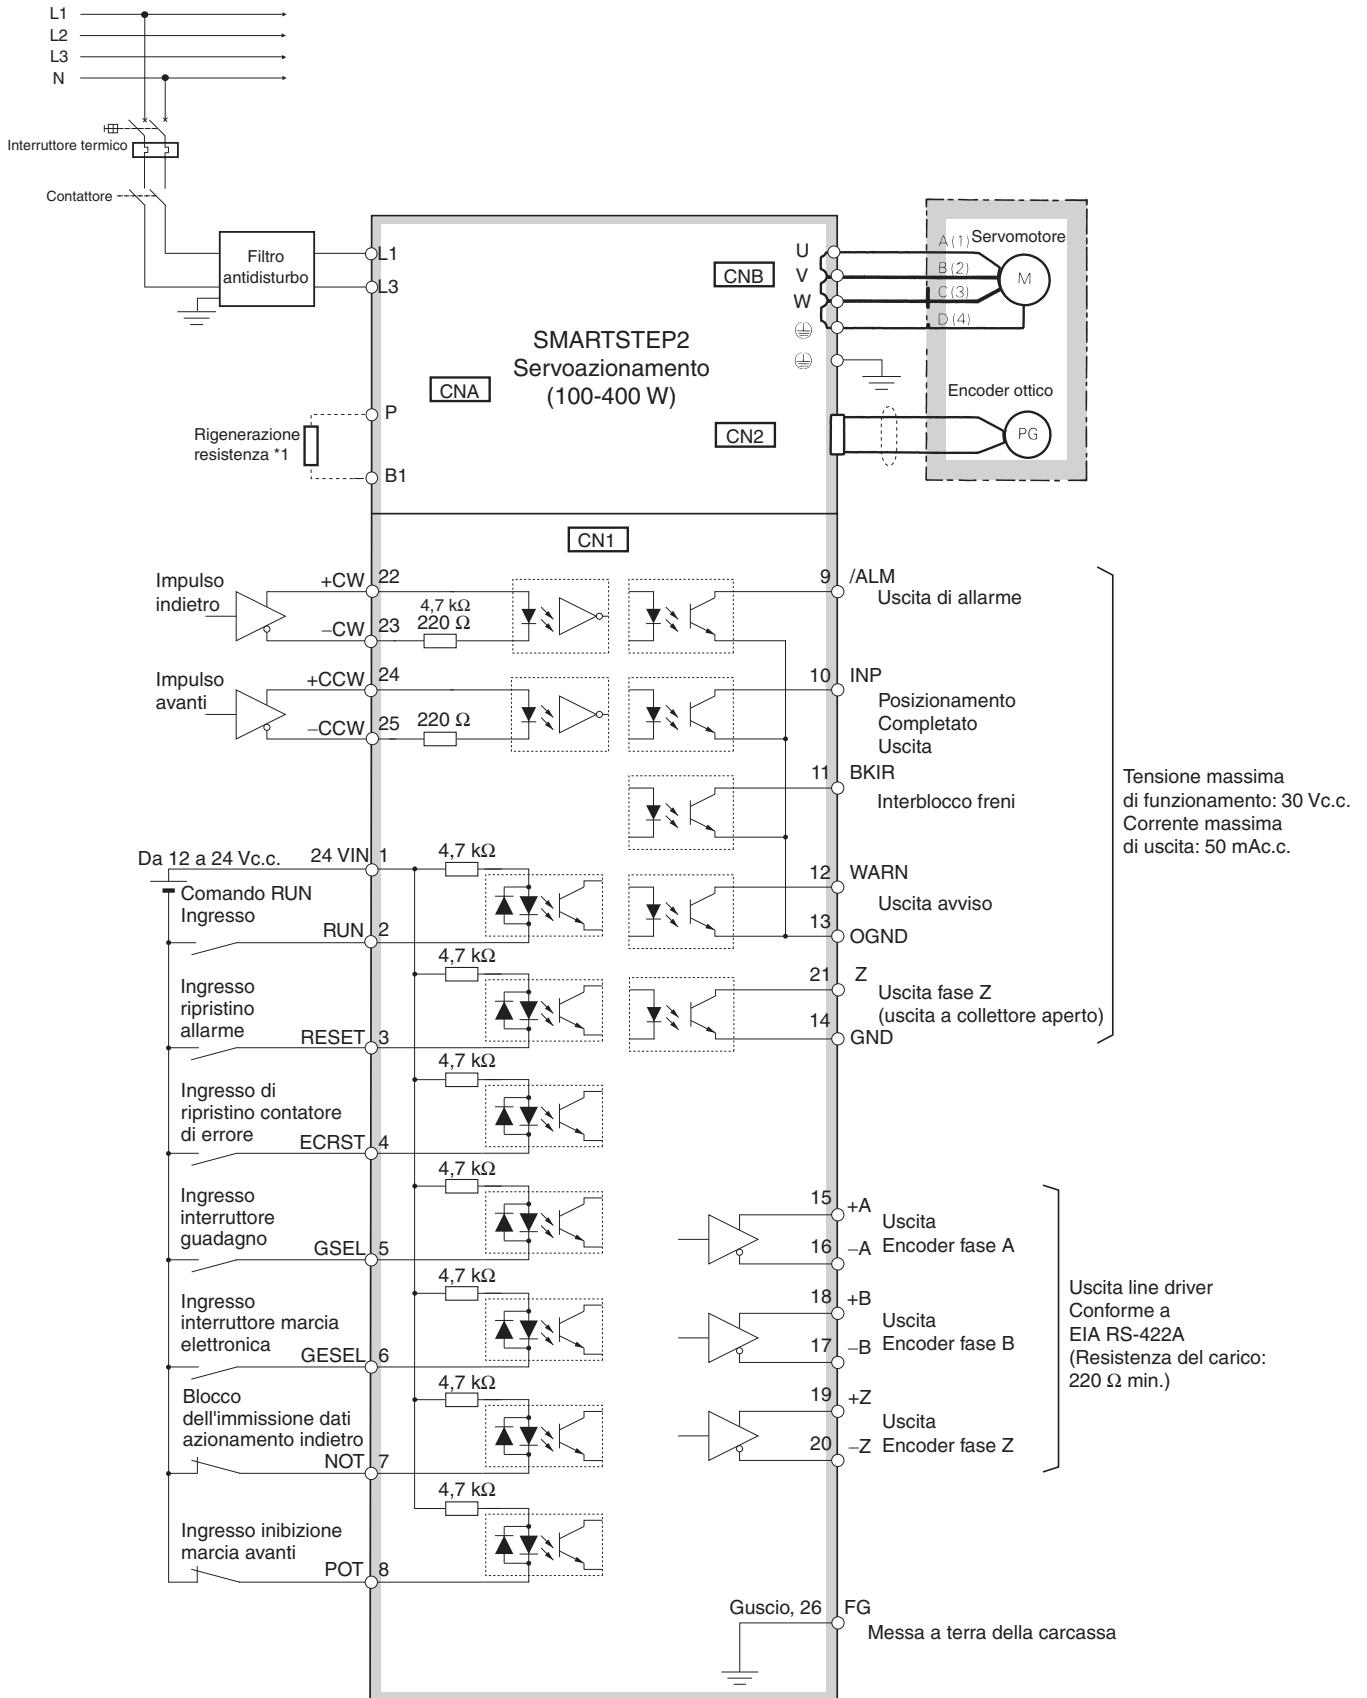 L1
L2
L3
N
Interruttore termico
Contattore
Filtro
antidisturbo
L1
L3
SMARTSTEP2
Servoazionamento
(100-400 W)
CNA
CNB
CN2
U
V
W
A (1)
B (2)
C (3)
D (4)
Servomotore
M
Encoder ottico
PG
P
Rigenerazione
resistenza *1
B1
CN1
Impulso
indietro
+CW
22
–CW
23
4,7 kΩ
220 Ω
Impulso
avanti
+CCW
24
–CCW
25
220 Ω
9
/ALM
Uscita di allarme
10
INP
Posizionamento
Completato
Uscita
11
BKIR
Interblocco freni
12
WARN
Uscita avviso
13
OGND
21
Z
Uscita fase Z
(uscita a collettore aperto)
14
GND
Tensione massima
di funzionamento: 30 Vc.c.
Corrente massima
di uscita: 50 mAc.c.
Da 12 a 24 Vc.c.
24 VIN
1
4,7 kΩ
Comando RUN
Ingresso
RUN
2
4,7 kΩ
Ingresso
ripristino
allarme
RESET
3
4,7 kΩ
Ingresso di
ripristino contatore
di errore
ECRST
4
4,7 kΩ
Ingresso
interruttore
guadagno
GSEL
5
4,7 kΩ
Ingresso
interruttore marcia
elettronica
GESEL
6
4,7 kΩ
Blocco
dell'immissione dati
azionamento indietro
NOT
7
4,7 kΩ
Ingresso inibizione
marcia avanti
POT
8
15
+A
Uscita
Encoder fase A
16
–A
18
+B
Uscita
Encoder fase B
17
–B
19
+Z
Uscita
Encoder fase Z
20
–Z
Uscita line driver
Conforme a
EIA RS-422A
(Resistenza del carico:
220 Ω min.)
Guscio, 26
FG
Messa a terra della carcassa